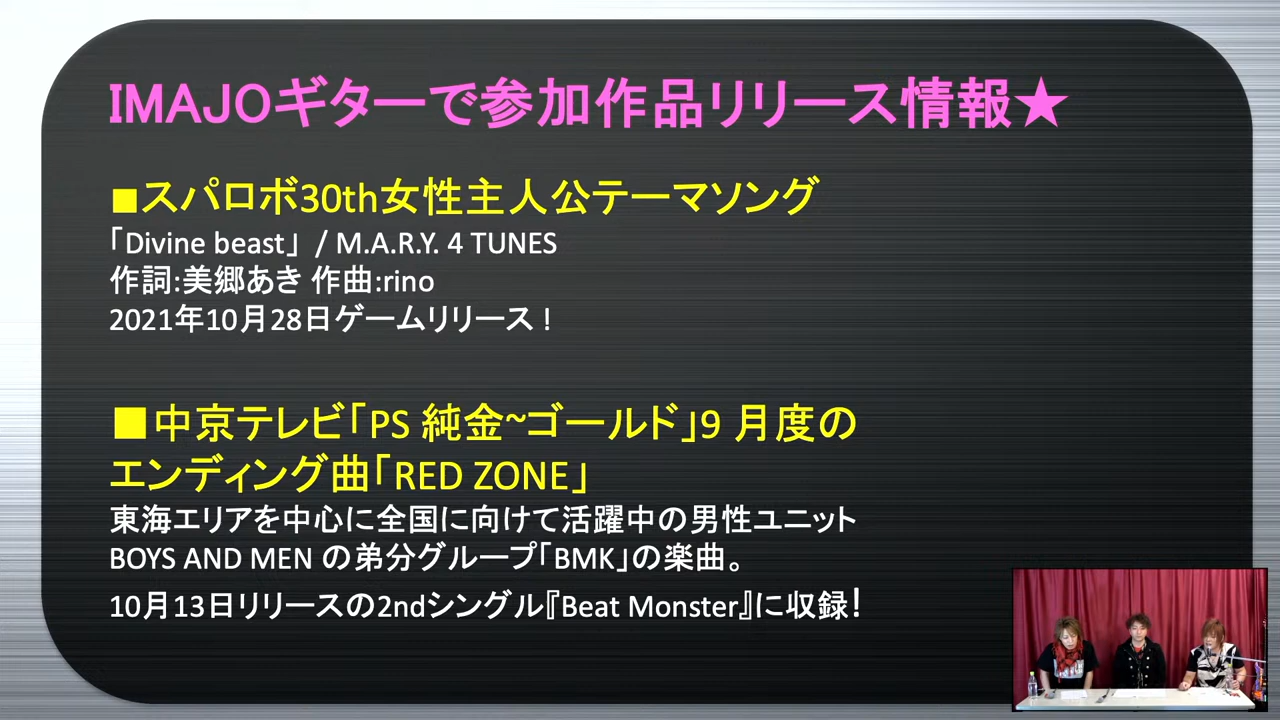 IMAJOギターで参加作品リリース情報★
■スパロボ30th女性主人公テーマソング
「Divine beast」 / M.A.R.Y. 4 TUNES
作詞:美郷あき 作曲:rino
2021年10月28日ゲームリリース !
■中京テレビ「PS 純金~ゴールド」9 月度の
エンディング曲「RED ZONE」
東海エリアを中心に全国に向けて活躍中の男性ユニット
BOYS AND MEN の弟分グループ「BMK」の楽曲。
10月13日リリースの2ndシングル『Beat Monster』に収録!